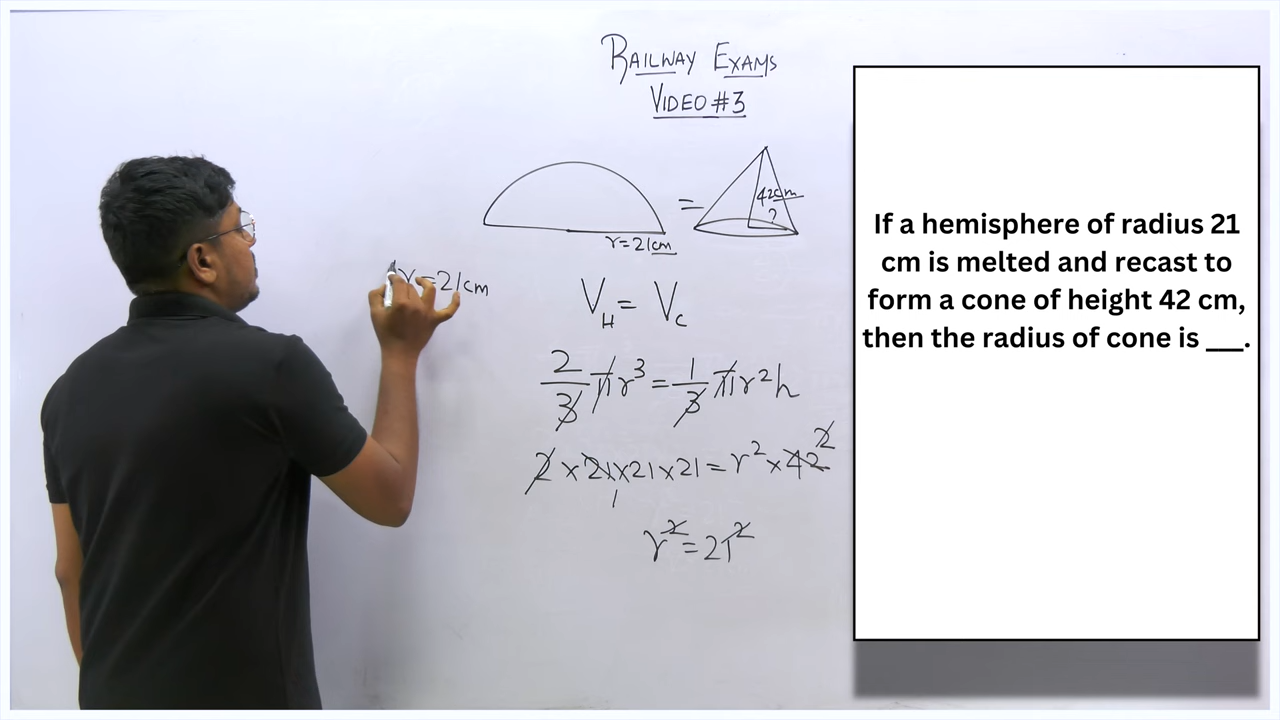 RAILWAY EXAMS
VIDEO #3
42cm
?
r=21cm
=
r=21cm
V_H = V_C
2/3 πr³ = 1/3 πr²h
2 × 21 × 21 × 21 = r² × 42 2
1
r² = 21²
If a hemisphere of radius 21
cm is melted and recast to
form a cone of height 42 cm,
then the radius of cone is ___.